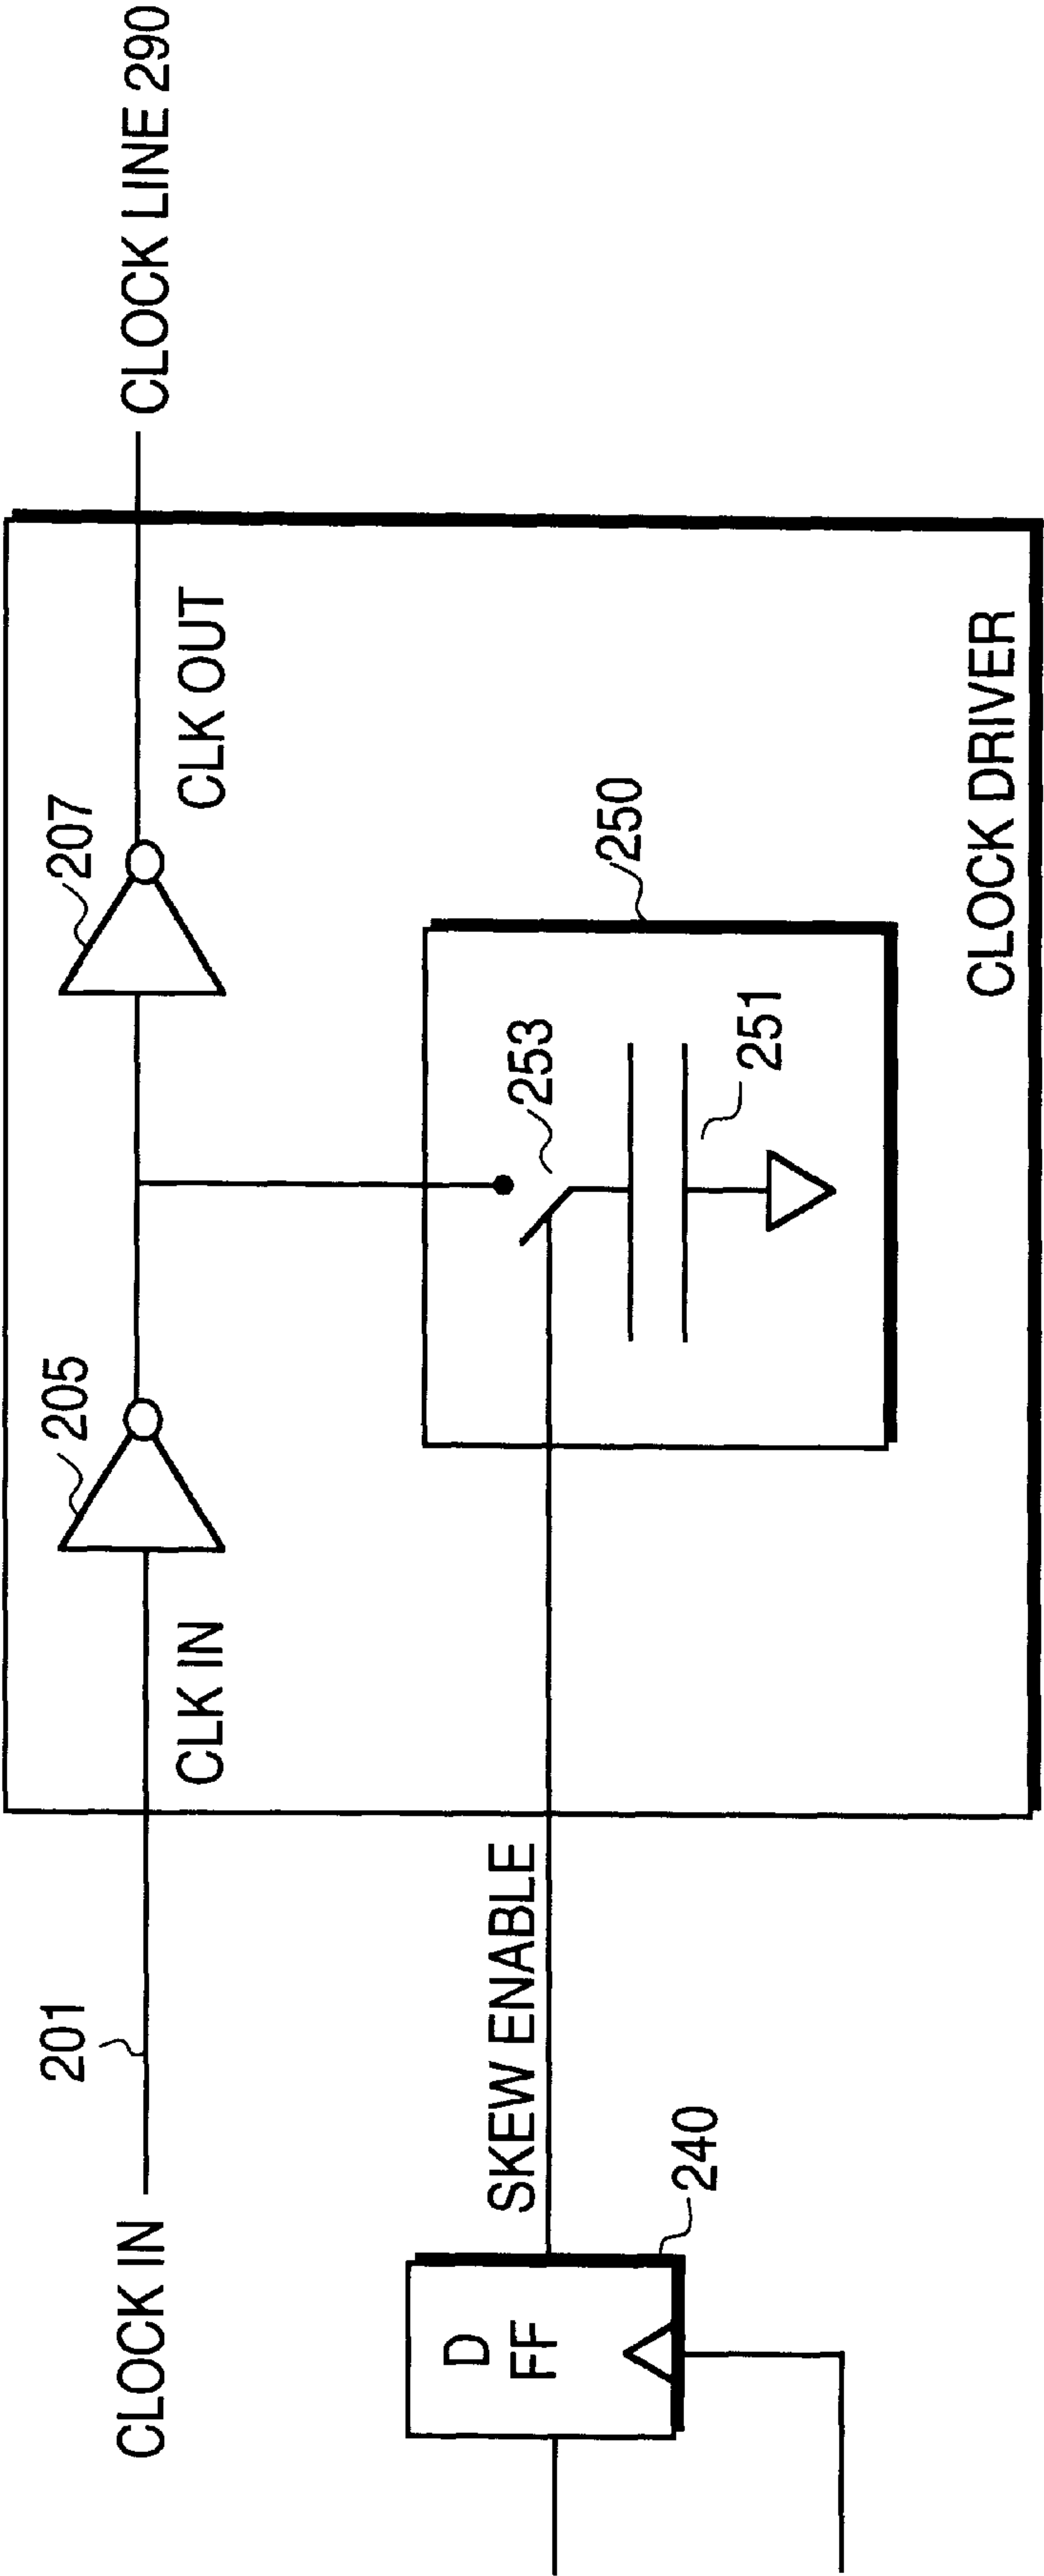 CLOCK IN
201
CLK IN
205
207
CLK OUT
CLOCK LINE 290
D
FF
240
SKEW ENABLE
253
251
250
CLOCK DRIVER